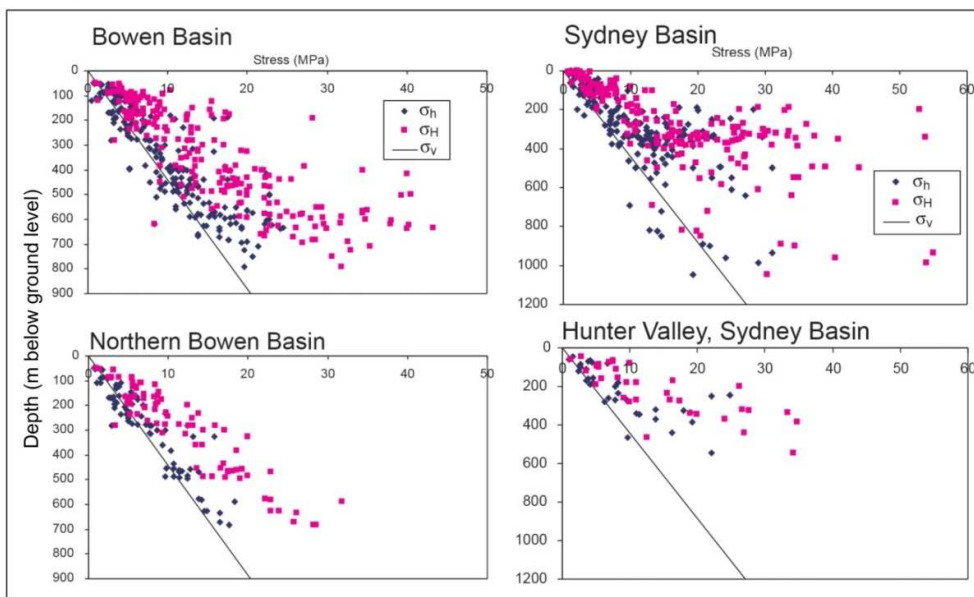 Bowen Basin
Stress (MPa)
0 10 20 30 40 50
0
100
200
300
400
500
600
700
800
900
σh
σH
σv
Sydney Basin
Stress (MPa)
0 10 20 30 40 50 60
0
200
400
600
800
1000
1200
σh
σH
σv
Depth (m below ground level)
Northern Bowen Basin
0 10 20 30 40 50
0
100
200
300
400
500
600
700
800
900
Hunter Valley, Sydney Basin
0 10 20 30 40 50 60
0
200
400
600
800
1000
1200